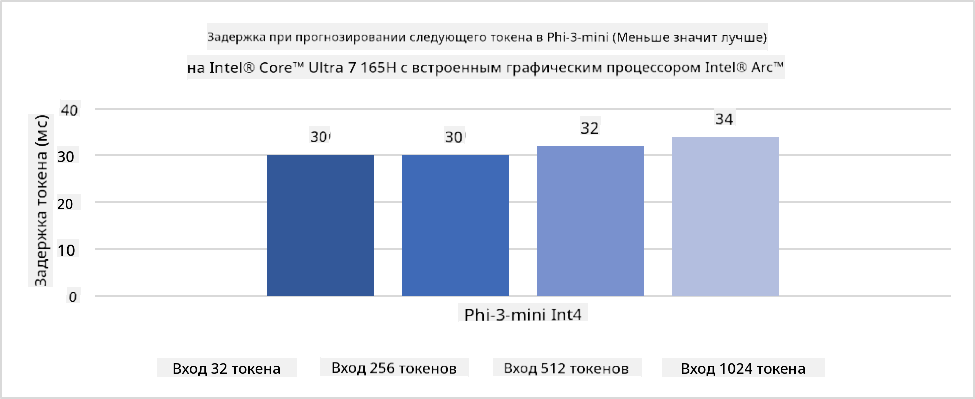 Задержка при прогнозировании следующего токена в Phi-3-mini (Меньше значит лучше)
на Intel® Core™ Ultra 7 165H с встроенным графическим процессором Intel® Arc™
Задержка токена (мс)
40
30
20
10
0
30
30
32
34
Phi-3-mini Int4
Вход 32 токена
Вход 256 токенов
Вход 512 токенов
Вход 1024 токена